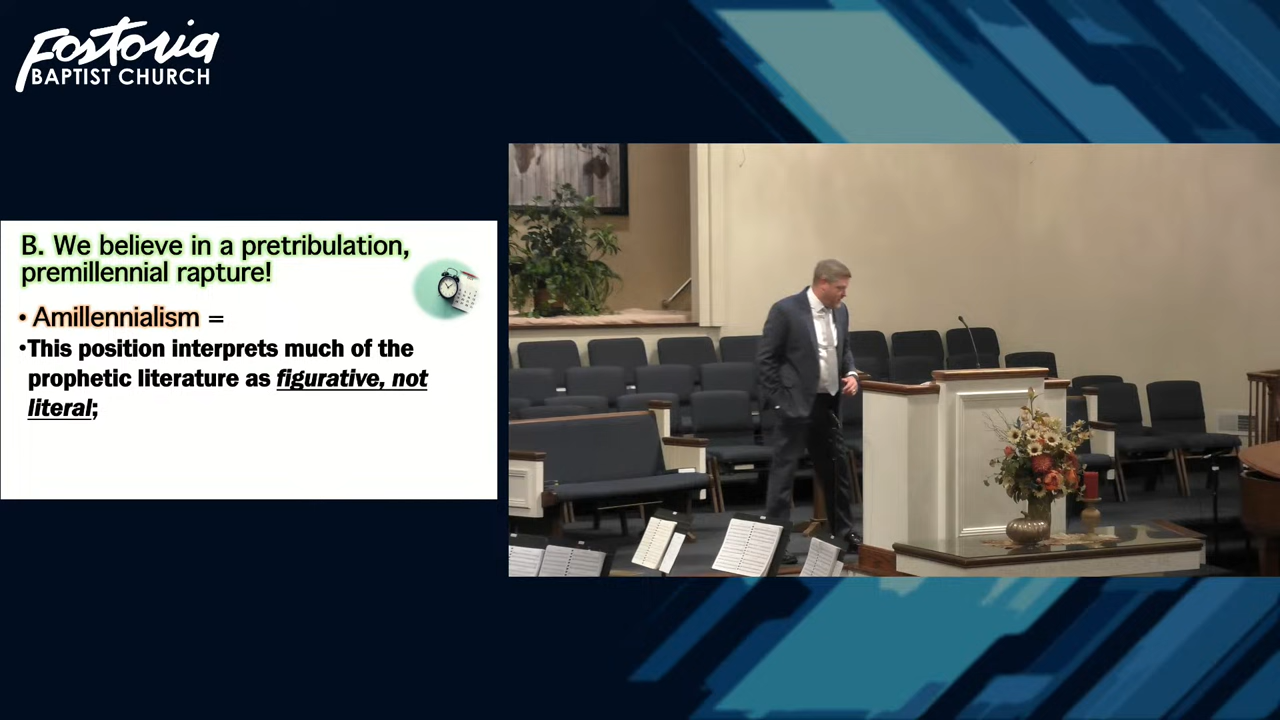 Fostoria
BAPTIST CHURCH
B. We believe in a pretribulation,
premillennial rapture!
• Amillennialism =
•This position interprets much of the
prophetic literature as figurative, not
literal;